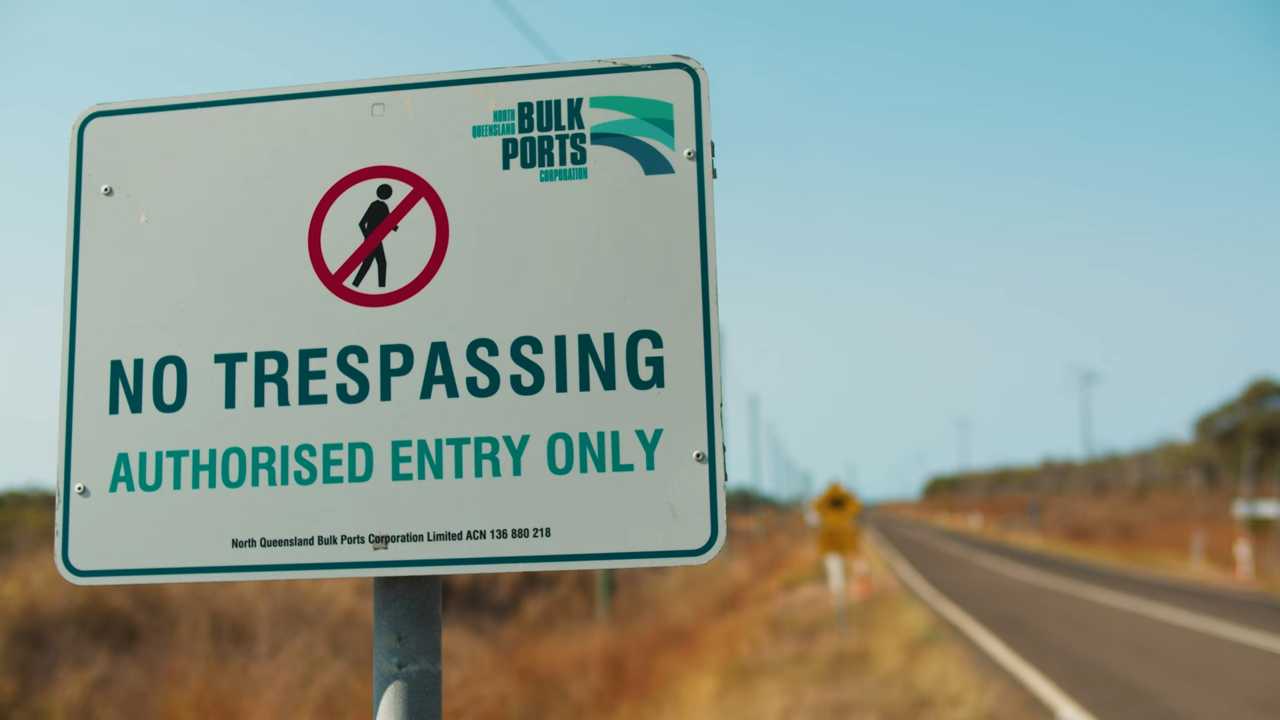 NORTH
QUEENSLAND
BULK
PORTS
CORPORATION
NO TRESPASSING
AUTHORISED ENTRY ONLY
North Queensland Bulk Ports Corporation Limited ACN 136 880 218